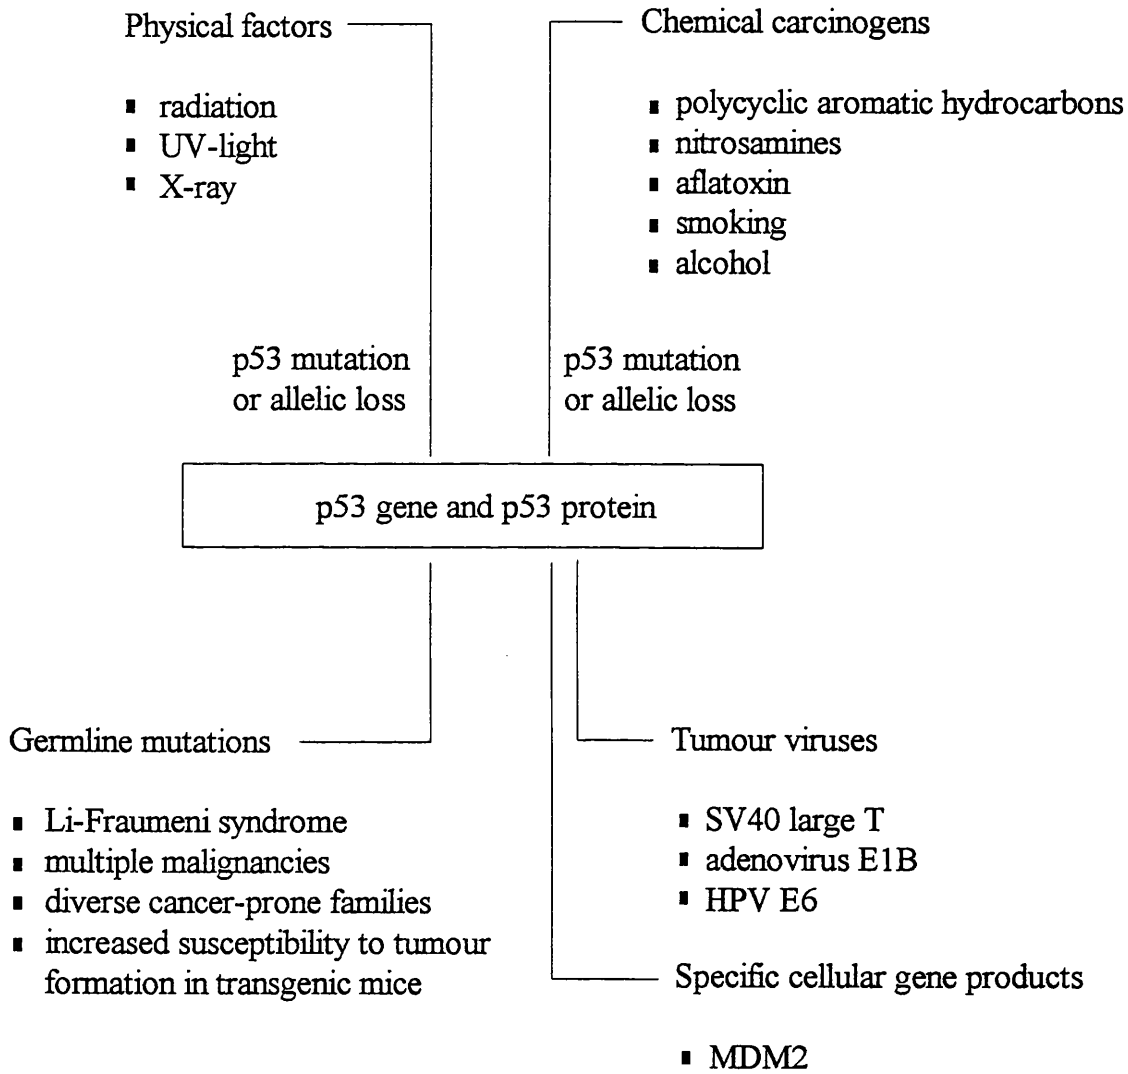 Physical factors
▪ radiation
▪ UV-light
▪ X-ray
Chemical carcinogens
▪ polycyclic aromatic hydrocarbons
▪ nitrosamines
▪ aflatoxin
▪ smoking
▪ alcohol
p53 mutation
or allelic loss
p53 mutation
or allelic loss
p53 gene and p53 protein
Germline mutations
▪ Li-Fraumeni syndrome
▪ multiple malignancies
▪ diverse cancer-prone families
▪ increased susceptibility to tumour
formation in transgenic mice
Tumour viruses
▪ SV40 large T
▪ adenovirus E1B
▪ HPV E6
Specific cellular gene products
▪ MDM2